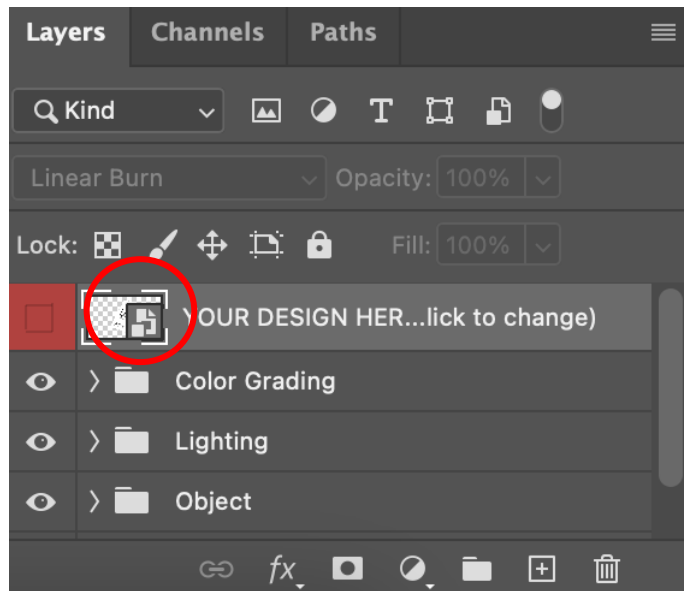 Layers Channels Paths
Kind T
Linear Burn Opacity: 100%
Lock: Fill: 100%
YOUR DESIGN HER...lick to change)
Color Grading
Lighting
Object
fx